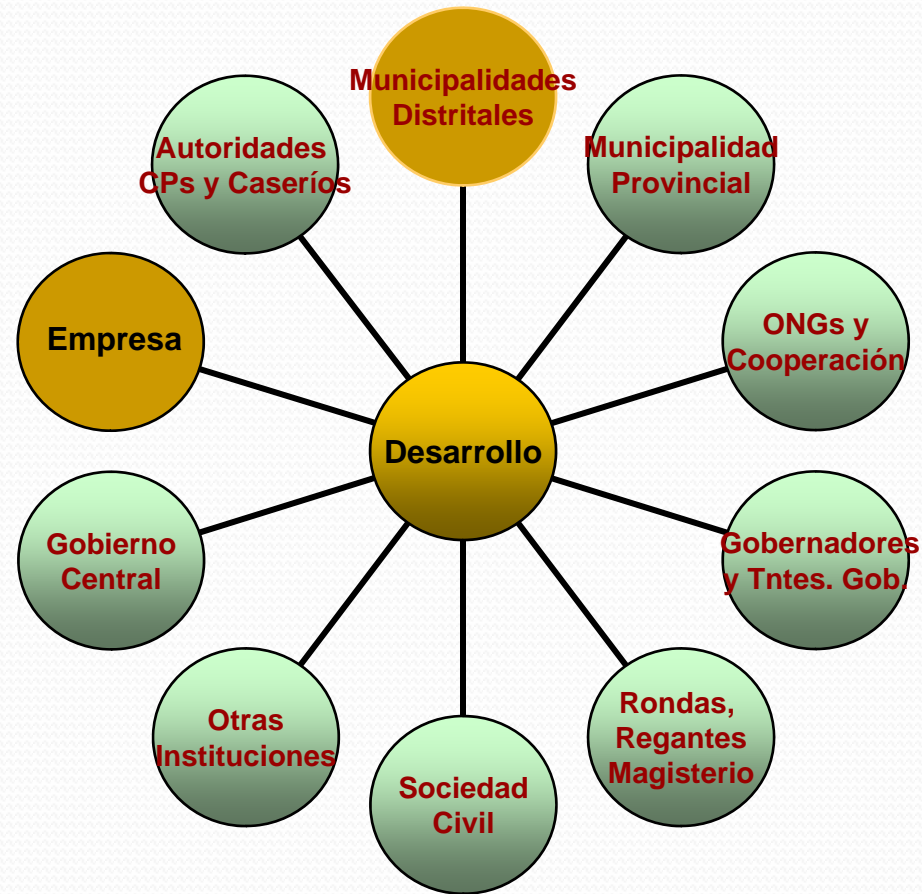 Municipalidades
Distritales
Autoridades
CPs y Caseríos
Municipalidad
Provincial
Empresa
ONGs y
Cooperación
Desarrollo
Gobierno
Central
Gobernadores
y Tntes. Gob.
Otras
Instituciones
Rondas,
Regantes
Magisterio
Sociedad
Civil